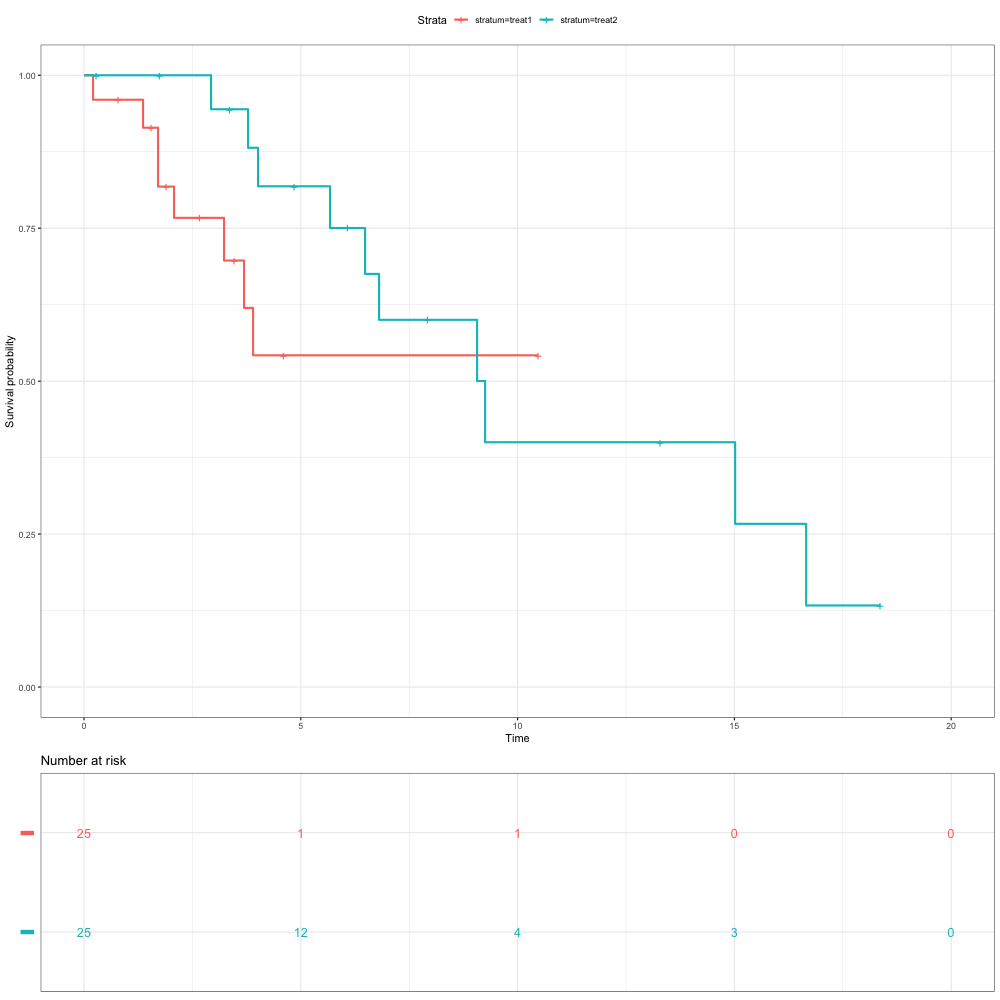 Strata stratum=treat1 stratum=treat2
1.00
0.75
0.50
0.25
0.00
Survival probability
0 5 10 15 20
Time
Number at risk
25 1 1 0 0
25 12 4 3 0